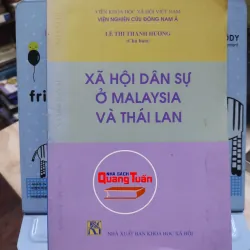 VIỆN KHOA HỌC XÃ HỘI VIỆT NAM
VIỆN NGHIÊN CỨU ĐÔNG NAM Á
LÊ THỊ THANH HƯƠNG
(Chủ biên)
XÃ HỘI DÂN SỰ
Ở MALAYSIA
VÀ THÁI LAN
NHÀ SÁCH
Quang Tuấn
NHÀ XUẤT BẢN KHOA HỌC XÃ HỘI
friend